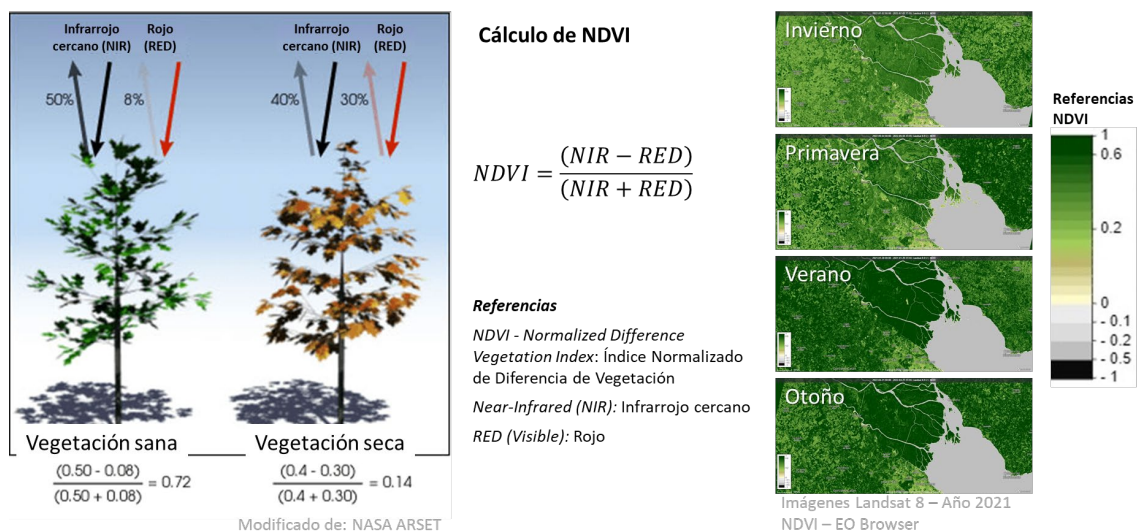 Infrarrojo
cercano (NIR)
Rojo
(RED)
50%
8%
Infrarrojo
cercano (NIR)
Rojo
(RED)
40%
30%
Vegetación sana
(0.50 - 0.08)
(0.50 + 0.08)
= 0.72
Vegetación seca
(0.4 - 0.30)
(0.4 + 0.30)
= 0.14
Modificado de: NASA ARSET
Cálculo de NDVI
NDVI = (NIR − RED)
(NIR + RED)
Referencias
NDVI - Normalized Difference
Vegetation Index: Índice Normalizado
de Diferencia de Vegetación
Near-Infrared (NIR): Infrarrojo cercano
RED (Visible): Rojo
Invierno
Primavera
Verano
Otoño
Imágenes Landsat 8 – Año 2021
NDVI – EO Browser
Referencias
NDVI
1
0.6
0.2
0
- 0.1
- 0.2
- 0.5
- 1